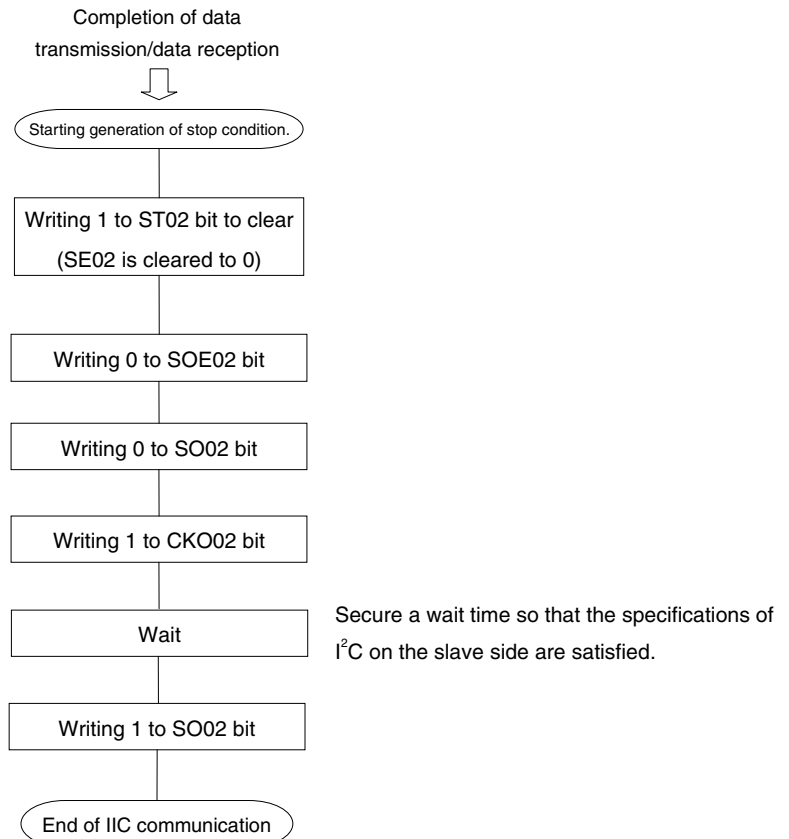 Completion of data
transmission/data reception
Starting generation of stop condition.
Writing 1 to ST02 bit to clear
(SE02 is cleared to 0)
Writing 0 to SOE02 bit
Writing 0 to SO02 bit
Writing 1 to CKO02 bit
Wait
Secure a wait time so that the specifications of
I²C on the slave side are satisfied.
Writing 1 to SO02 bit
End of IIC communication